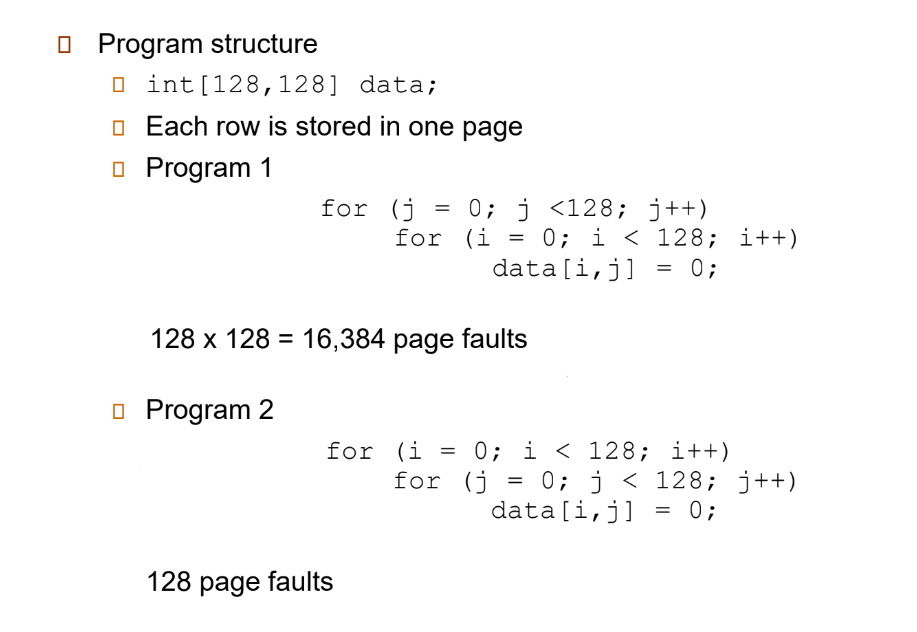 Program structure
int[128,128] data;
Each row is stored in one page
Program 1
for (j = 0; j <128; j++)
for (i = 0; i < 128; i++)
data[i,j] = 0;
128 x 128 = 16,384 page faults
Program 2
for (i = 0; i < 128; i++)
for (j = 0; j < 128; j++)
data[i,j] = 0;
128 page faults